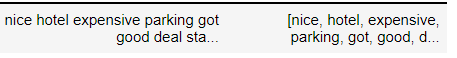 nice hotel expensive parking got
good deal sta...
[nice, hotel, expensive,
parking, got, good, d...